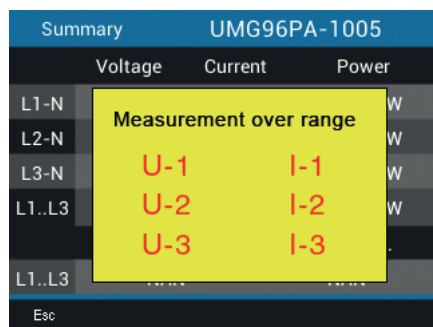 Summary UMG96PA-1005
Voltage Current Power
L1-N W
Measurement over range
L2-N W
L3-N U-1 I-1 W
L1..L3 U-2 I-2 W
U-3 I-3
L1..L3
Esc